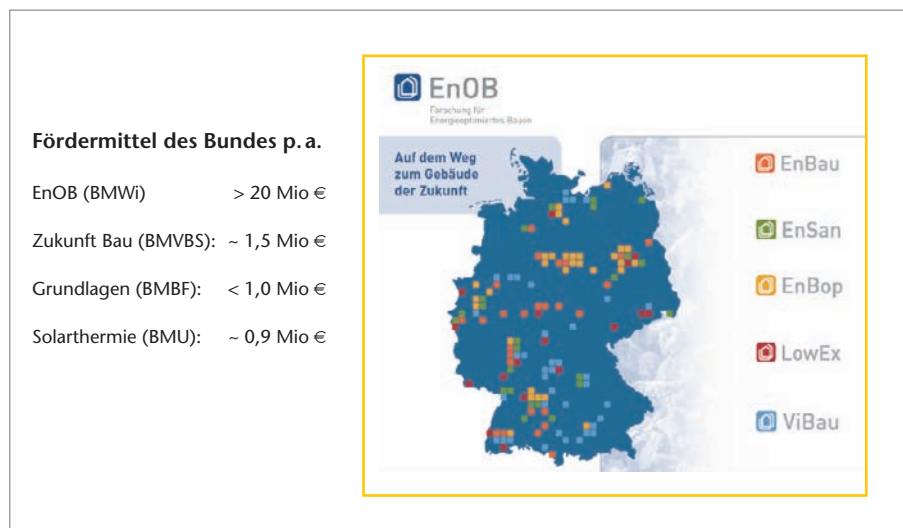 Fördermittel des Bundes p. a.
EnOB (BMWi) > 20 Mio €
Zukunft Bau (BMVBS): ~ 1,5 Mio €
Grundlagen (BMBF): < 1,0 Mio €
Solarthermie (BMU): ~ 0,9 Mio €
EnOB
Forschung für
Energieoptimiertes Bauen
Auf dem Weg
zum Gebäude
der Zukunft
EnBau
EnSan
EnBop
LowEx
ViBau